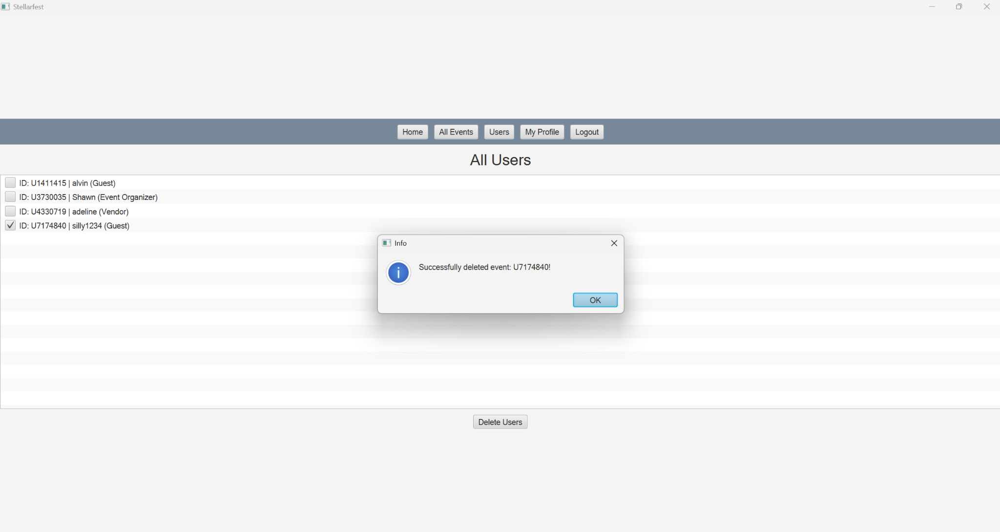 Stellarfest
Home All Events Users My Profile Logout
All Users
ID: U1411415 | alvin (Guest)
ID: U3730035 | Shawn (Event Organizer)
ID: U4330719 | adeline (Vendor)
ID: U7174840 | silly1234 (Guest)
Info
Successfully deleted event: U7174840!
OK
Delete Users